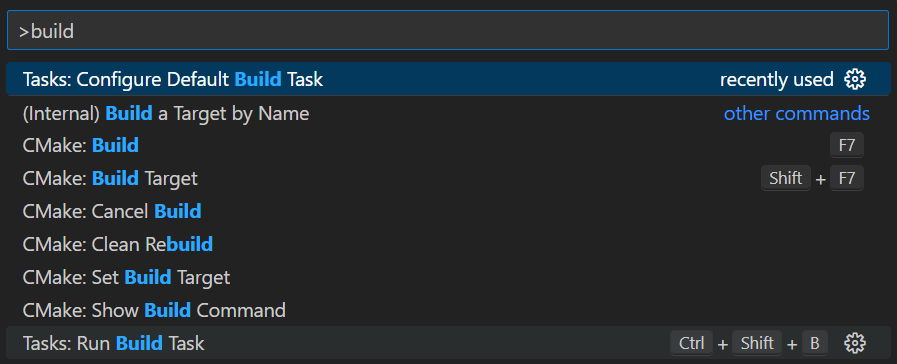 >build
Tasks: Configure Default Build Task recently used
(Internal) Build a Target by Name other commands
CMake: Build F7
CMake: Build Target Shift + F7
CMake: Cancel Build
CMake: Clean Rebuild
CMake: Set Build Target
CMake: Show Build Command
Tasks: Run Build Task Ctrl + Shift + B